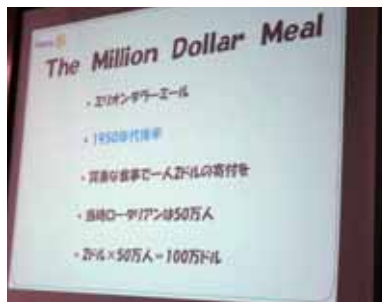 The Million Dollar Meal
・ミリオンダラーミール
・1950年代後半
・質素な食事で一人2ドルの寄付を
・当時ロータリアンは50万人
・2ドル×50万人=100万ドル